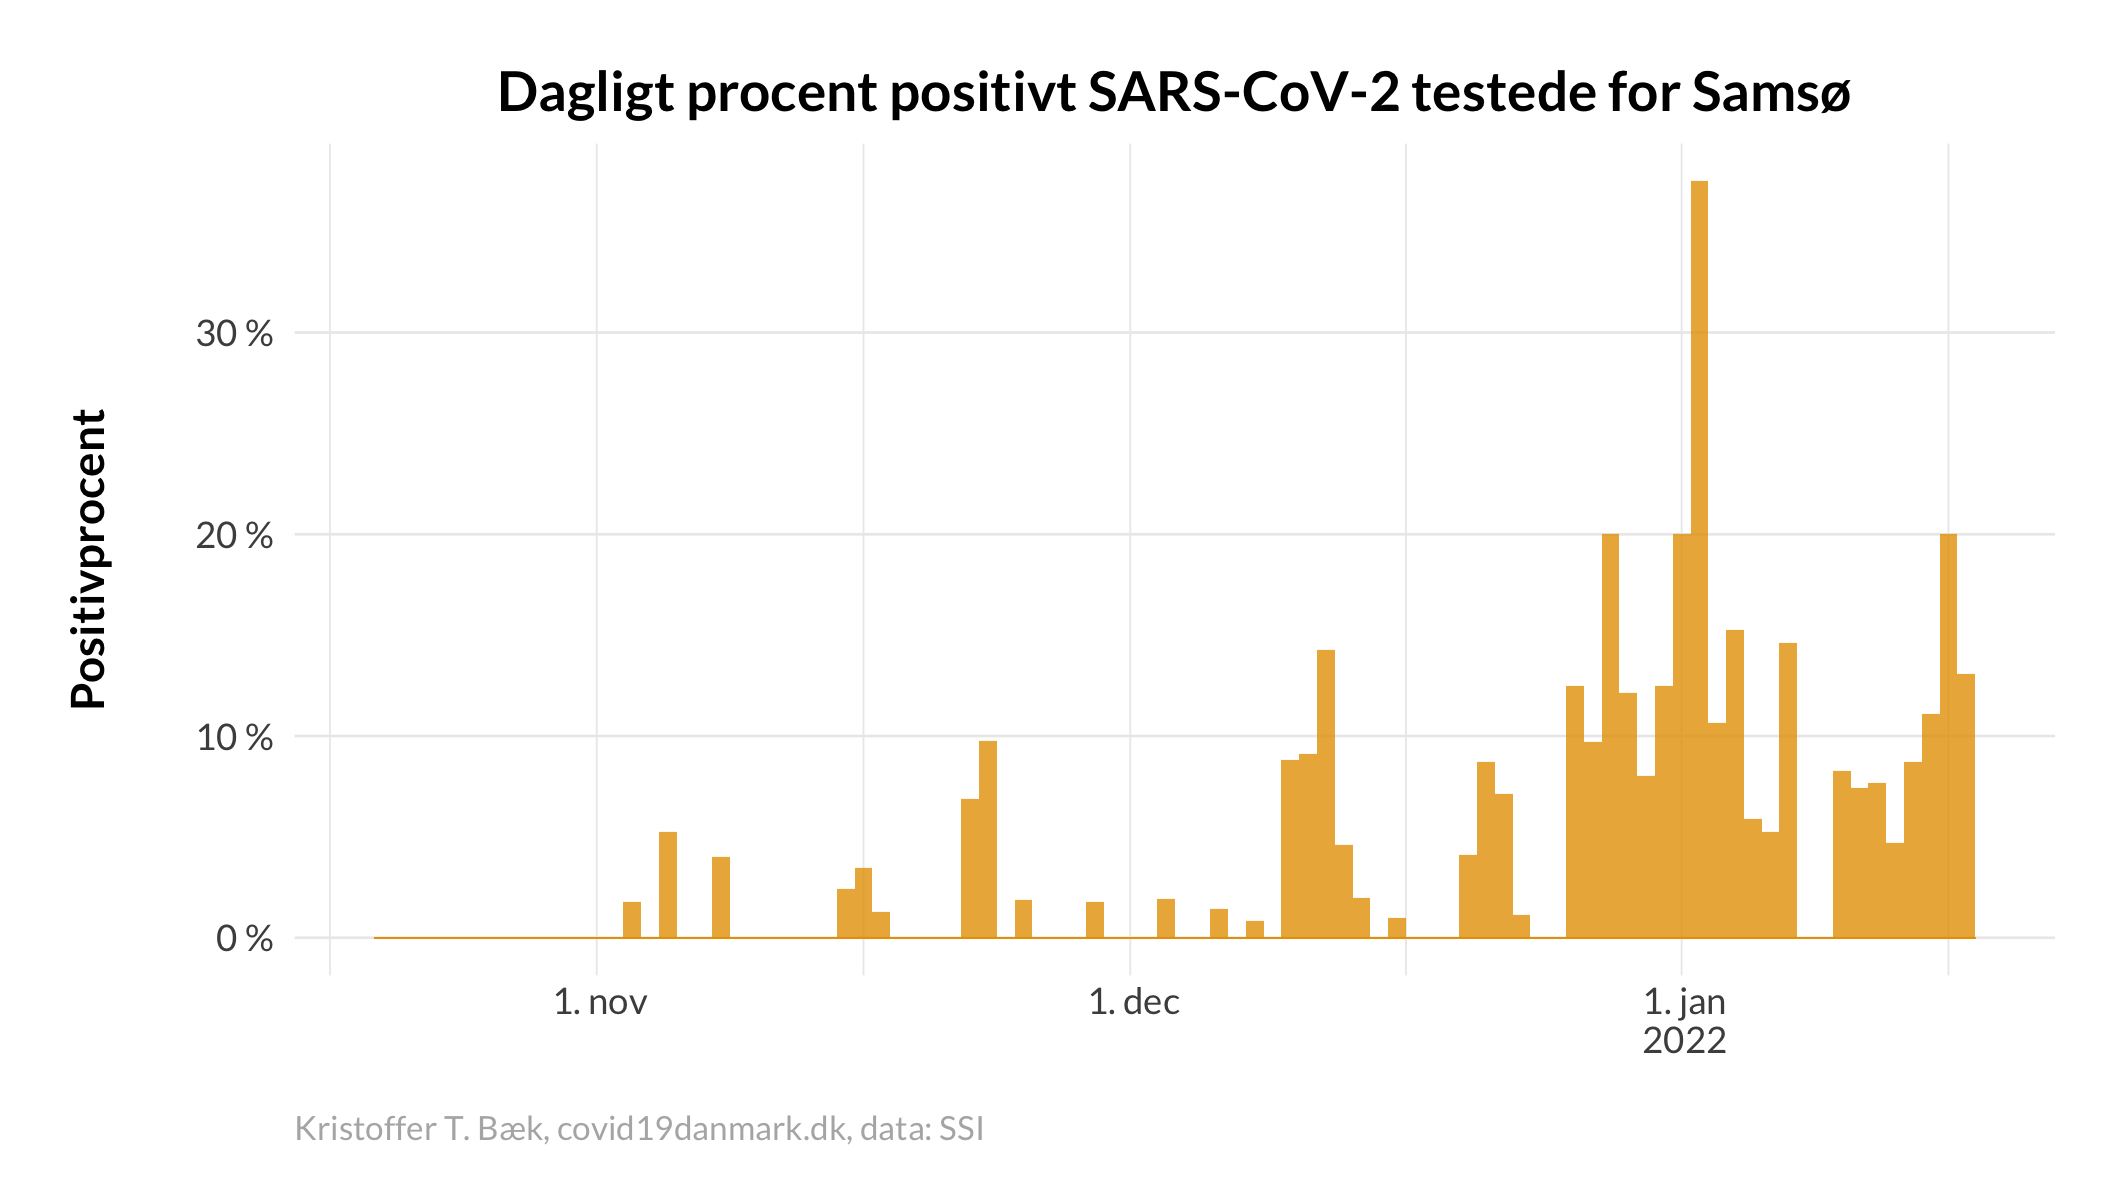 Dagligt procent positivt SARS-CoV-2 testede for Samsø
Positivprocent
30 %
20 %
10 %
0 %
1. nov
1. dec
1. jan
2022
Kristoffer T. Bæk, covid19danmark.dk, data: SSI